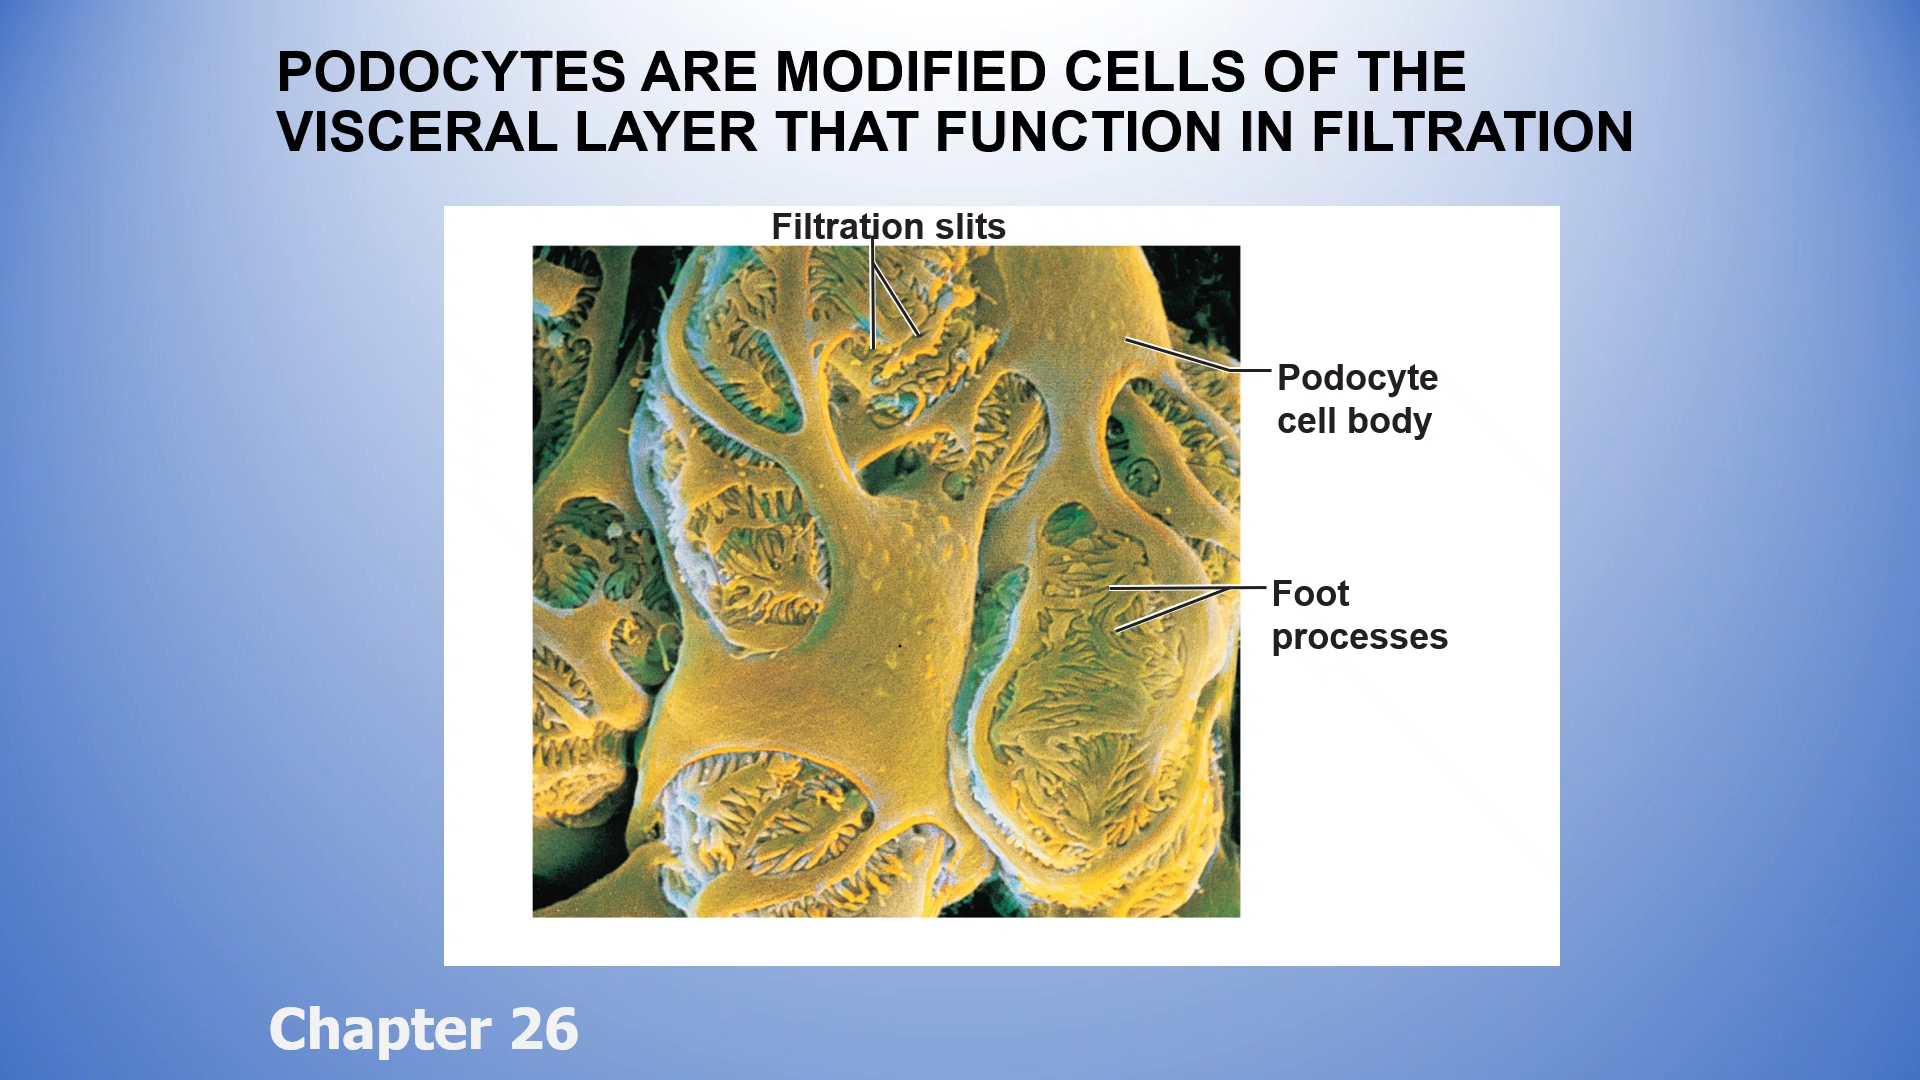 PODOCYTES ARE MODIFIED CELLS OF THE
VISCERAL LAYER THAT FUNCTION IN FILTRATION
Filtration slits
Podocyte
cell body
Foot
processes
Chapter 26